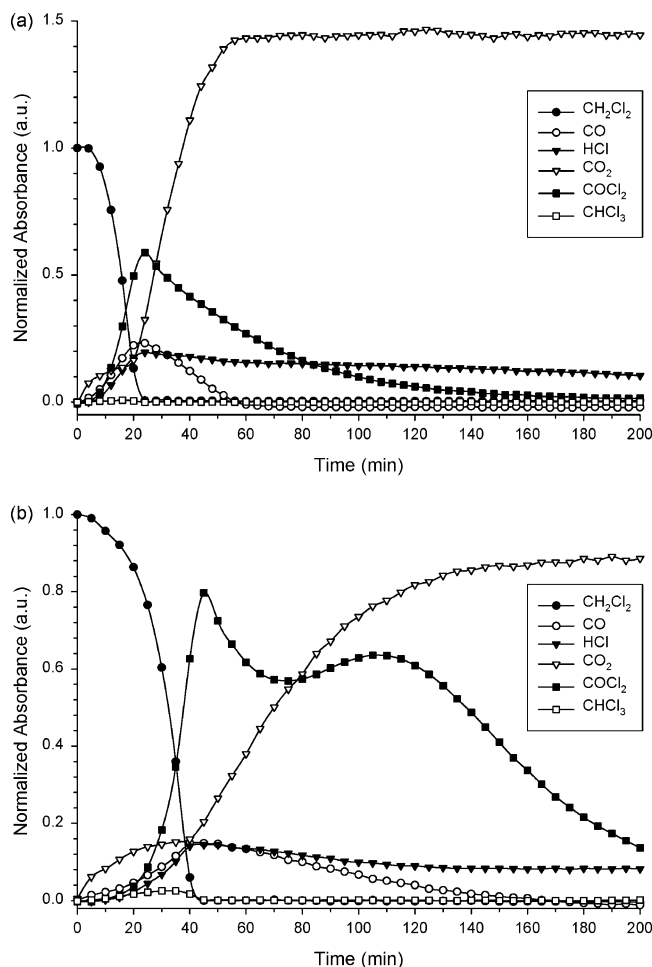 (a)
1.5
1.0
0.5
0.0
Normalized Absorbance (a.u.)
CH₂Cl₂
CO
HCl
CO₂
COCl₂
CHCl₃
0 20 40 60 80 100 120 140 160 180 200
Time (min)
(b)
1.0
0.8
0.6
0.4
0.2
0.0
Normalized Absorbance (a.u.)
CH₂Cl₂
CO
HCl
CO₂
COCl₂
CHCl₃
0 20 40 60 80 100 120 140 160 180 200
Time (min)